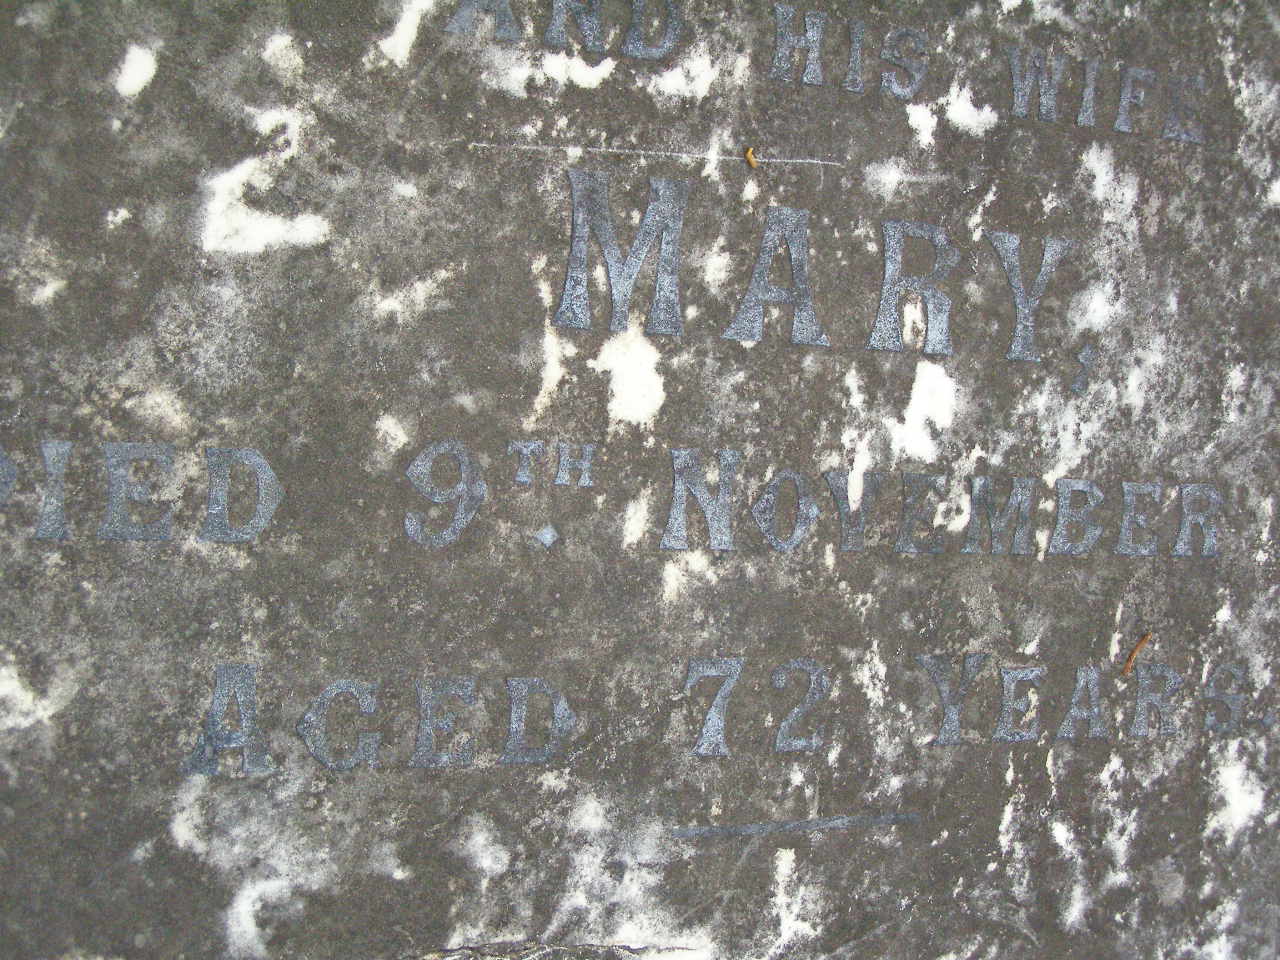 AND HIS WIFE
MARY,
DIED 9TH. NOVEMBER
AGED 72 YEARS.